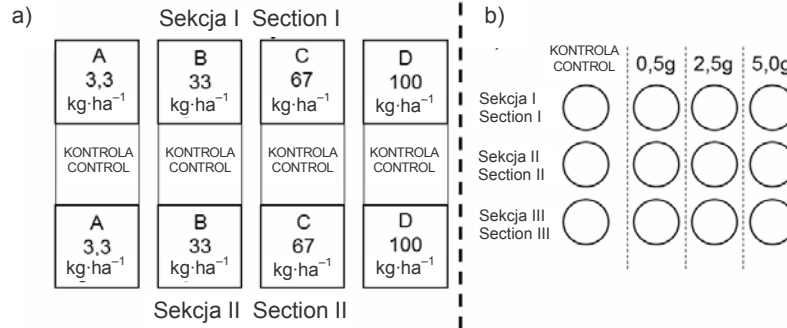 a)
Sekcja I Section I
A B C D
3,3 33 67 100
kg·ha⁻¹ kg·ha⁻¹ kg·ha⁻¹ kg·ha⁻¹
KONTROLA KONTROLA KONTROLA KONTROLA
CONTROL CONTROL CONTROL CONTROL
A B C D
3,3 33 67 100
kg·ha⁻¹ kg·ha⁻¹ kg·ha⁻¹ kg·ha⁻¹
Sekcja II Section II
b)
KONTROLA
CONTROL 0,5g 2,5g 5,0g
Sekcja I
Section I
Sekcja II
Section II
Sekcja III
Section III